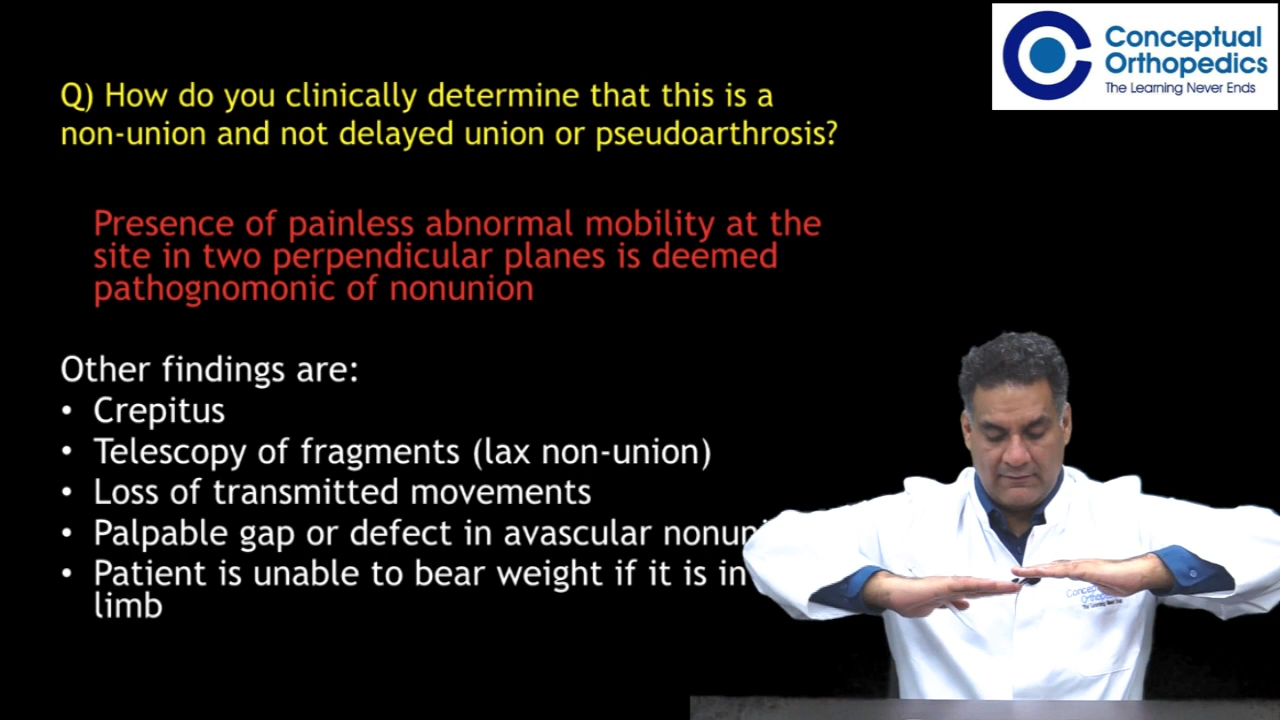 Conceptual
Orthopedics
The Learning Never Ends
Q) How do you clinically determine that this is a
non-union and not delayed union or pseudoarthrosis?
Presence of painless abnormal mobility at the
site in two perpendicular planes is deemed
pathognomonic of nonunion
Other findings are:
• Crepitus
• Telescopy of fragments (lax non-union)
• Loss of transmitted movements
• Palpable gap or defect in avascular
• Patient is unable to bear weight if it is in
limb